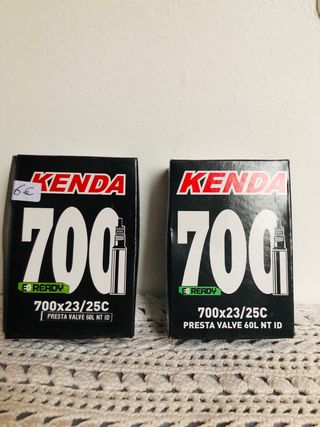 6€
KENDA
700
E READY
700x23/25C
PRESTA VALVE 60L NT ID
KENDA
700
E READY
700x23/25C
PRESTA VALVE 60L NT ID